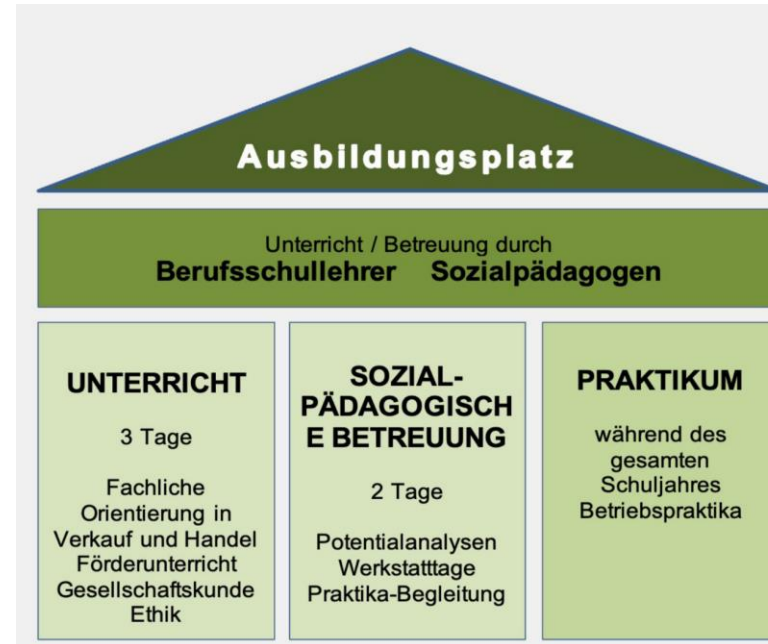 Ausbildungsplatz
Unterricht / Betreuung durch
Berufsschullehrer Sozialpädagogen
UNTERRICHT
3 Tage
Fachliche
Orientierung in
Verkauf und Handel
Förderunterricht
Gesellschaftskunde
Ethik
SOZIAL-
PÄDAGOGISCH
E BETREUUNG
2 Tage
Potentialanalysen
Werkstatttage
Praktika-Begleitung
PRAKTIKUM
während des
gesamten
Schuljahres
Betriebspraktika